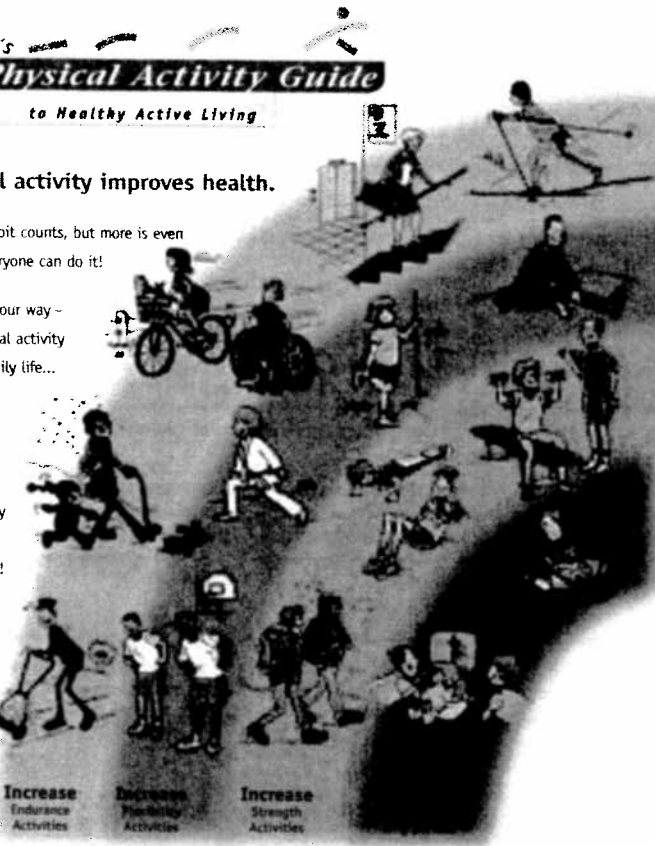 's
Physical Activity Guide
to Healthy Active Living
l activity improves health.
bit counts, but more is even
ryone can do it!
our way –
al activity
ily life...
y
!
Increase
Endurance
Activities
Increase
Flexibility
Activities
Increase
Strength
Activities